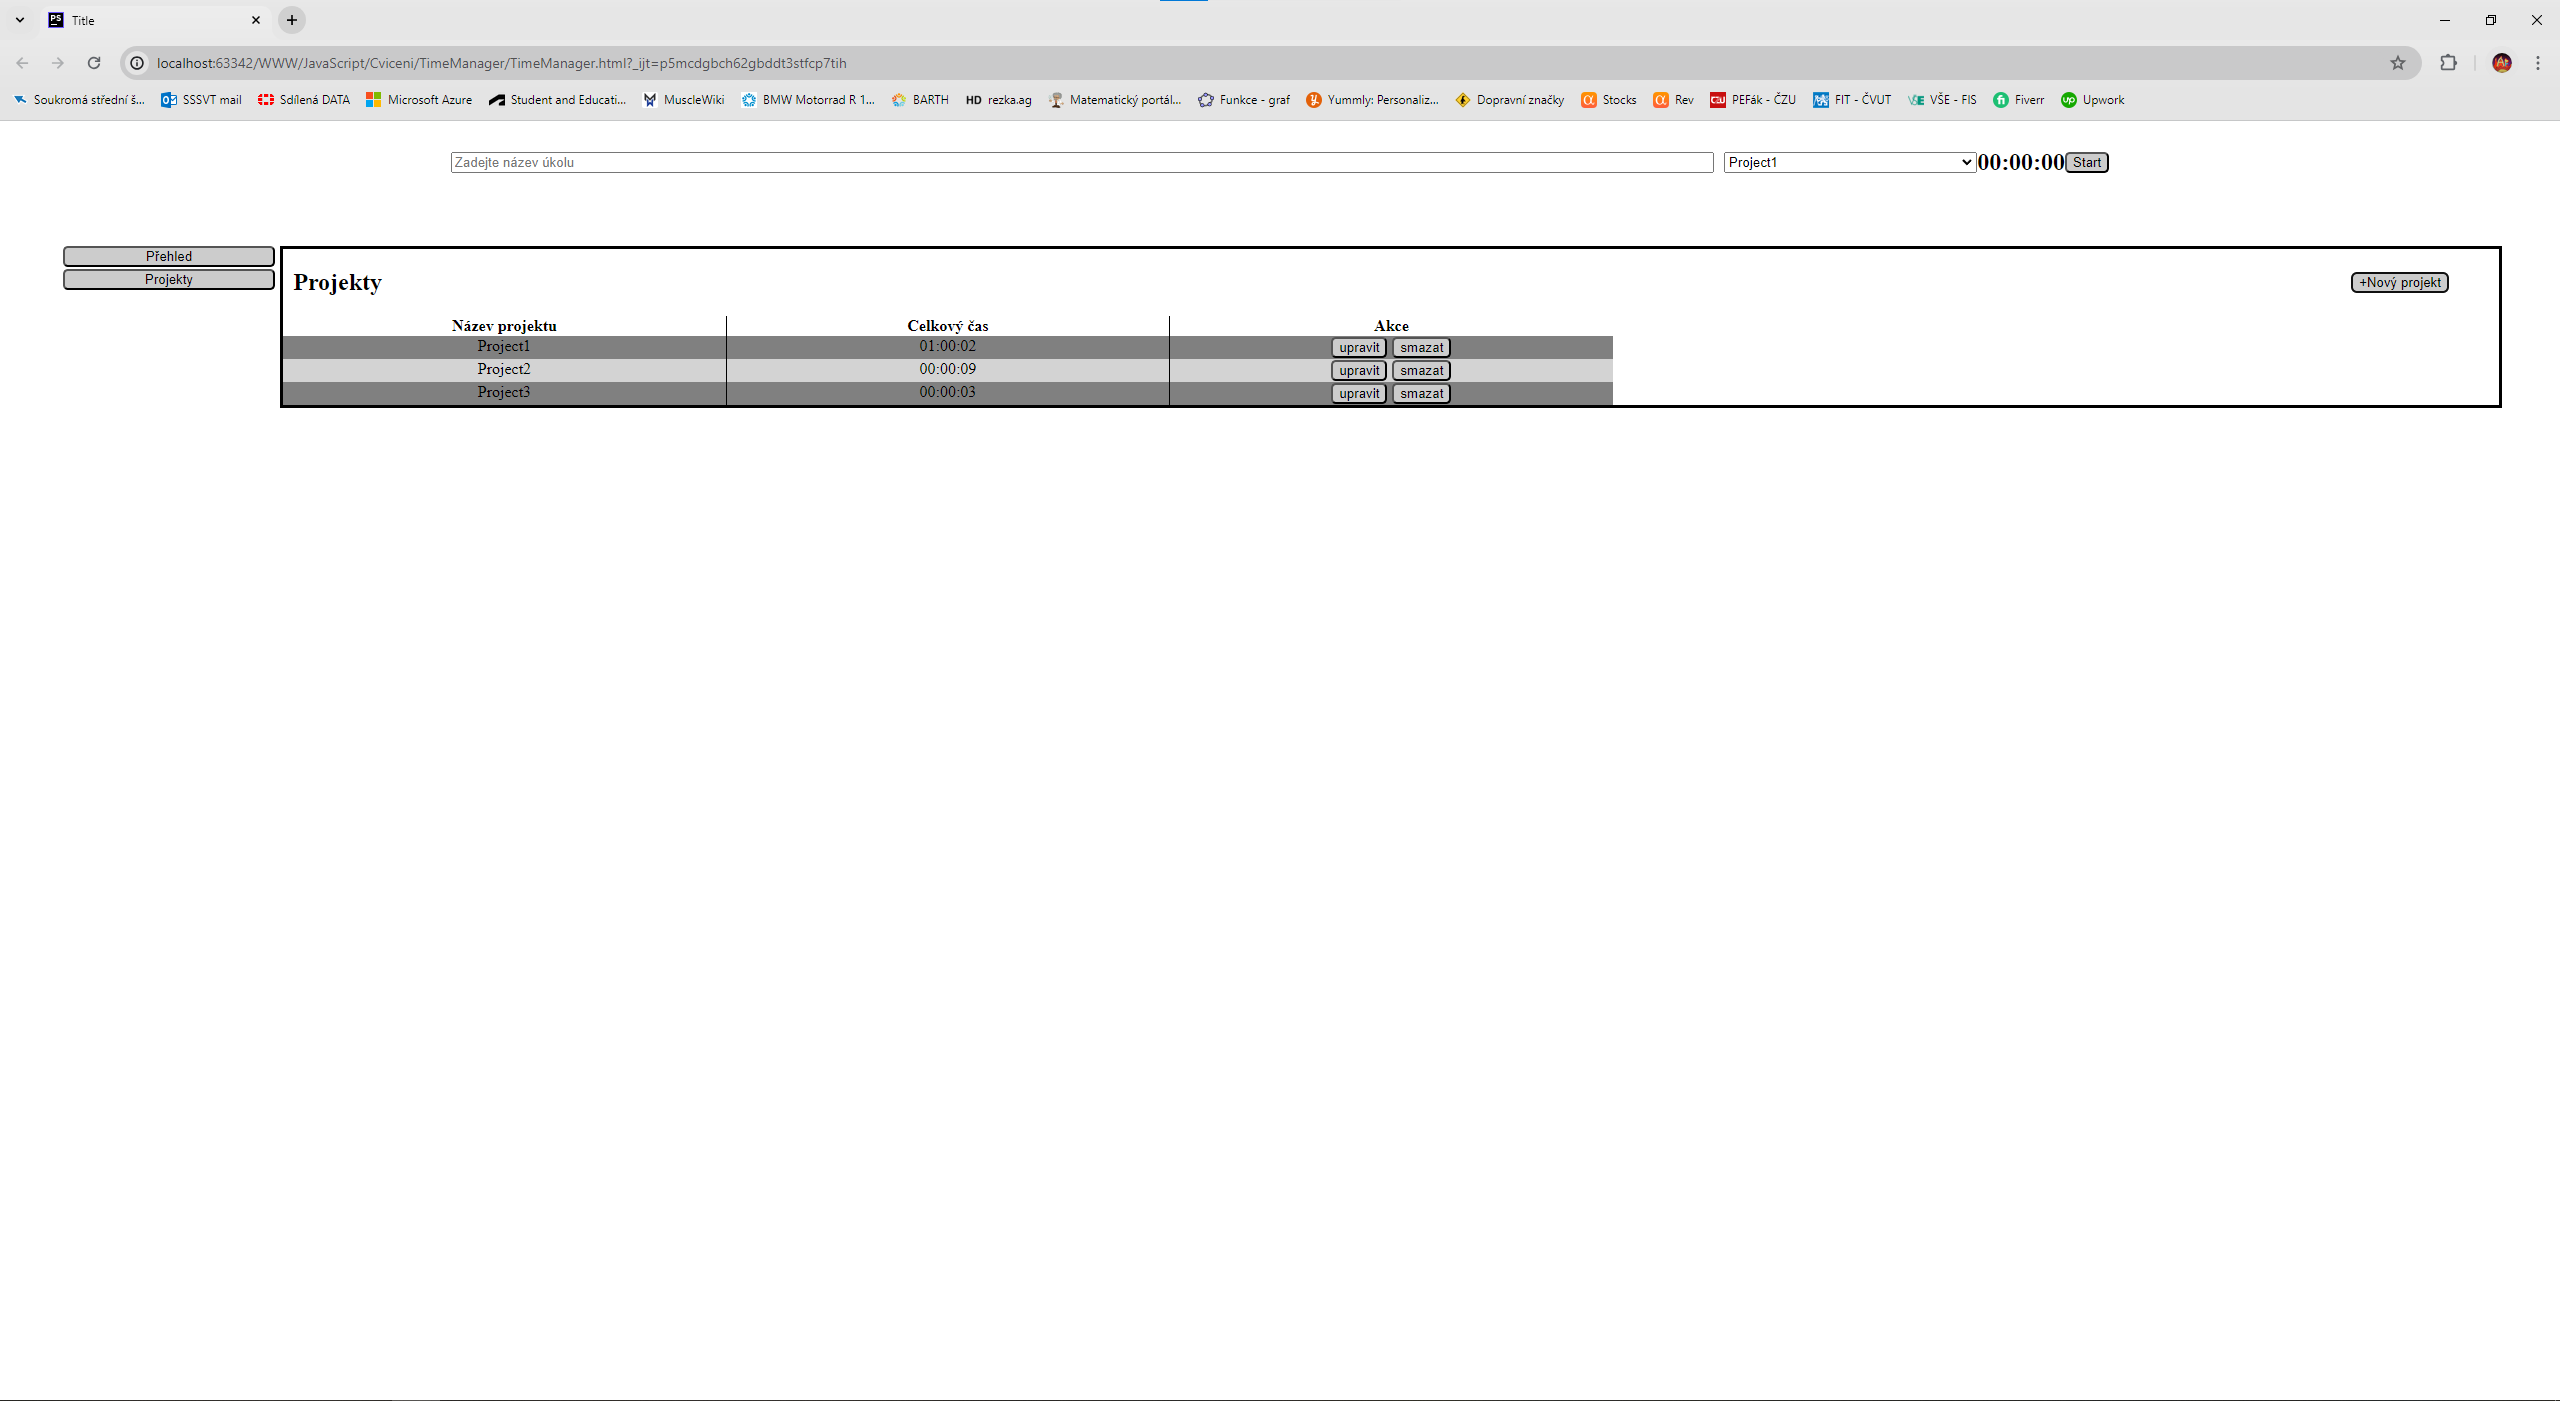 Title
localhost:63342/WWW/JavaScript/Cviceni/TimeManager/TimeManager.html?_ijt=p5mcdgbch62gbddt3stfcp7tih
Soukromá střední š... SSSVT mail Sdílená DATA Microsoft Azure Student and Educati... MuscleWiki BMW Motorrad R 1... BARTH HD rezka.ag Matematický portál... Funkce - graf Yummly: Personaliz... Dopravní značky Stocks Rev PEFák - ČZU FIT - ČVUT VŠE - FIS Fiverr Upwork
Zadejte název úkolu Project1 00:00:00 Start
Přehled
Projekty
Projekty +Nový projekt
Název projektu Celkový čas Akce
Project1 01:00:02 upravit smazat
Project2 00:00:09 upravit smazat
Project3 00:00:03 upravit smazat